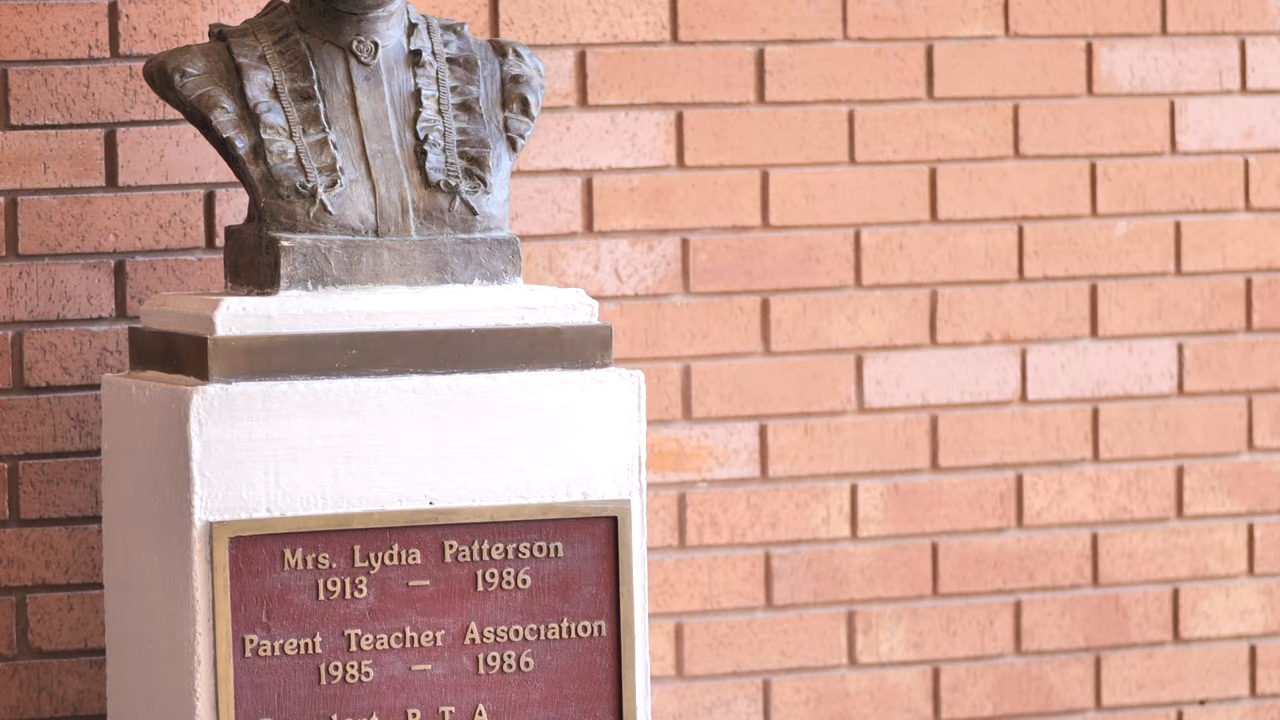 Mrs. Lydia Patterson
1913 — 1986
Parent Teacher Association
1985 — 1986
P. T. A.